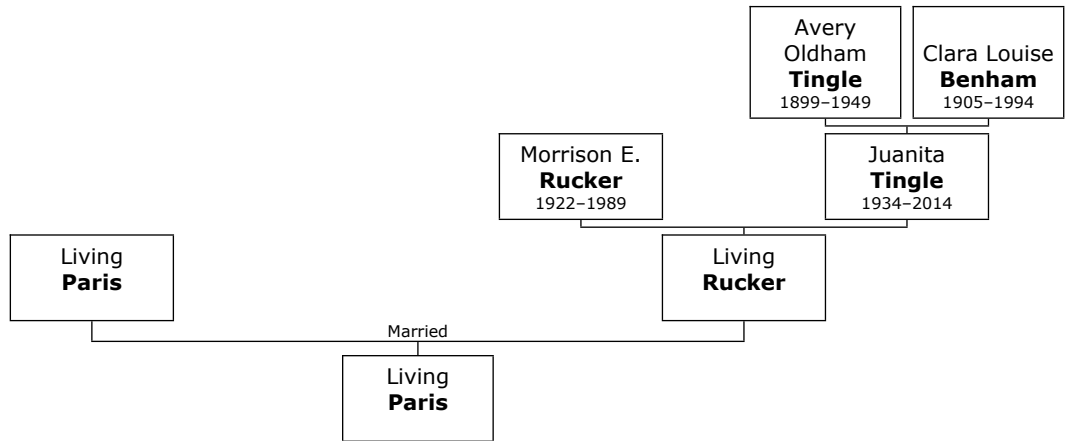 Avery
Oldham
Tingle
1899–1949
Clara Louise
Benham
1905–1994
Morrison E.
Rucker
1922–1989
Juanita
Tingle
1934–2014
Living
Paris
Living
Rucker
Married
Living
Paris